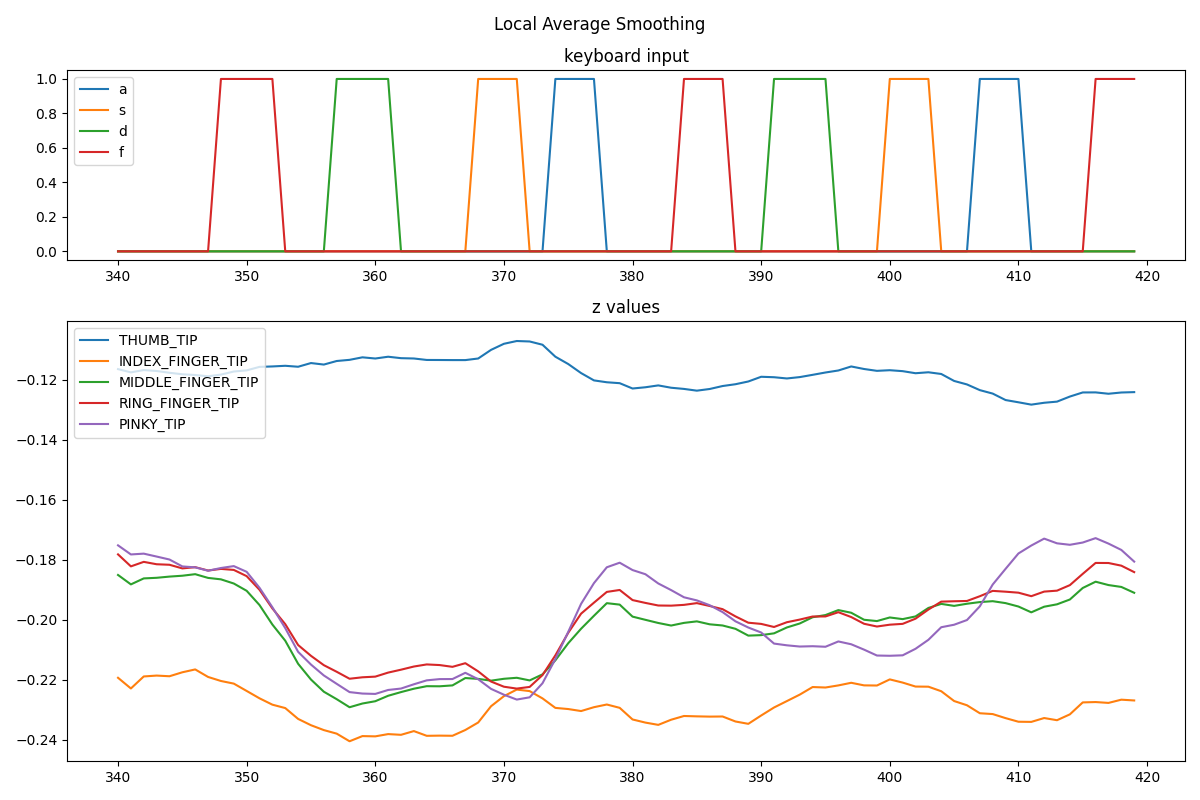 Local Average Smoothing
keyboard input
1.0
0.8
0.6
0.4
0.2
0.0
a
s
d
f
340 350 360 370 380 390 400 410 420
z values
−0.12
−0.14
−0.16
−0.18
−0.20
−0.22
−0.24
THUMB_TIP
INDEX_FINGER_TIP
MIDDLE_FINGER_TIP
RING_FINGER_TIP
PINKY_TIP
340 350 360 370 380 390 400 410 420